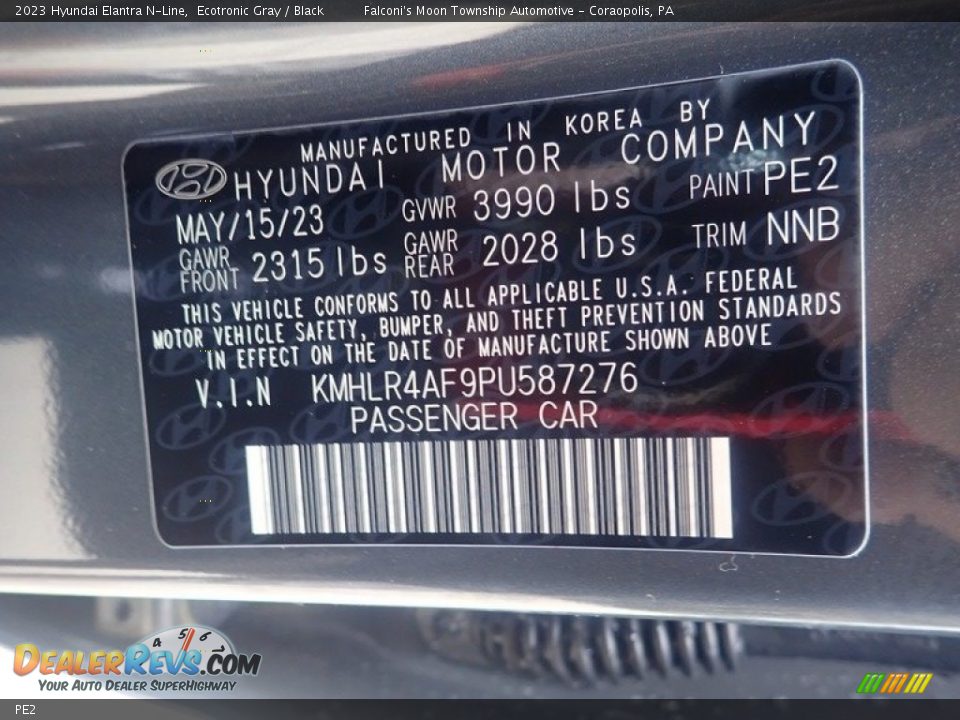 2023 Hyundai Elantra N-Line, Ecotronic Gray / Black Falconi's Moon Township Automotive - Coraopolis, PA
MANUFACTURED IN KOREA BY
HYUNDAI MOTOR COMPANY
MAY/15/23 GVWR 3990 lbs PAINT PE2
GAWR FRONT 2315 lbs GAWR REAR 2028 lbs TRIM NNB
THIS VEHICLE CONFORMS TO ALL APPLICABLE U.S.A. FEDERAL
MOTOR VEHICLE SAFETY, BUMPER, AND THEFT PREVENTION STANDARDS
IN EFFECT ON THE DATE OF MANUFACTURE SHOWN ABOVE
V.I.N KMHLR4AF9PU587276
PASSENGER CAR
4 5 6
DEALERREVS.COM
YOUR AUTO DEALER SUPERHIGHWAY
PE2